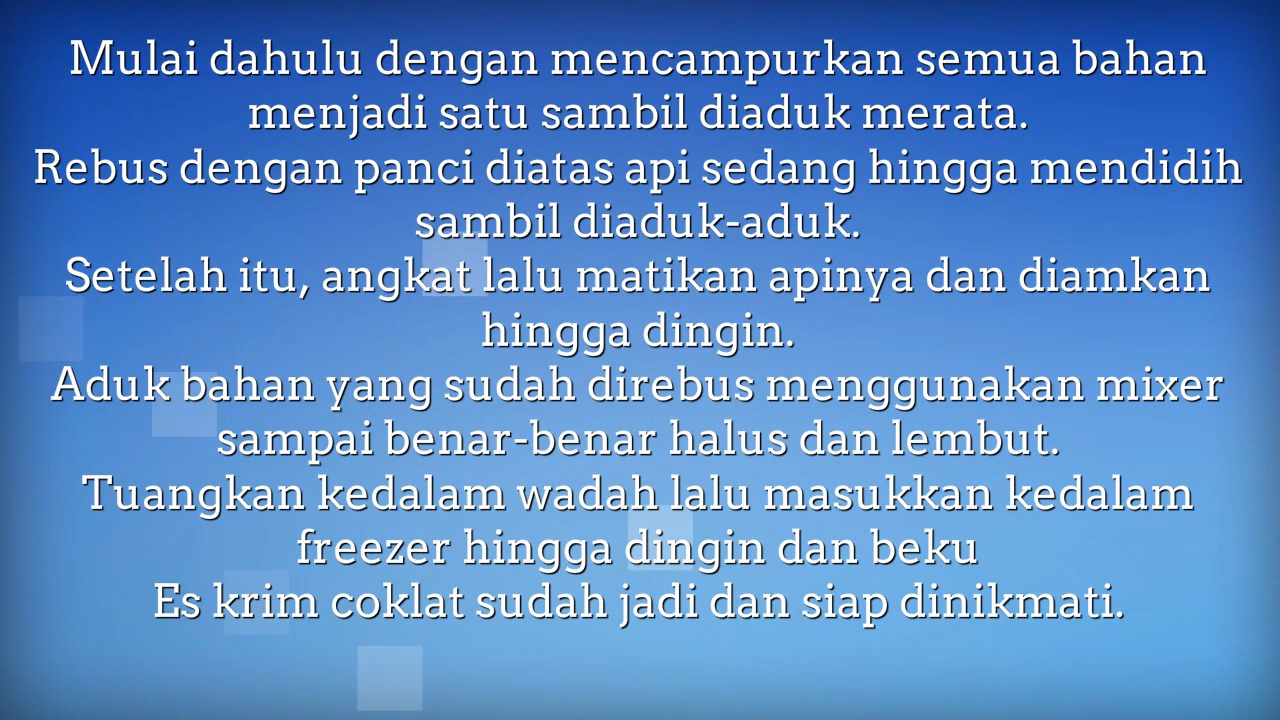 Mulai dahulu dengan mencampurkan semua bahan
menjadi satu sambil diaduk merata.
Rebus dengan panci diatas api sedang hingga mendidih
sambil diaduk-aduk.
Setelah itu, angkat lalu matikan apinya dan diamkan
hingga dingin.
Aduk bahan yang sudah direbus menggunakan mixer
sampai benar-benar halus dan lembut.
Tuangkan kedalam wadah lalu masukkan kedalam
freezer hingga dingin dan beku
Es krim coklat sudah jadi dan siap dinikmati.